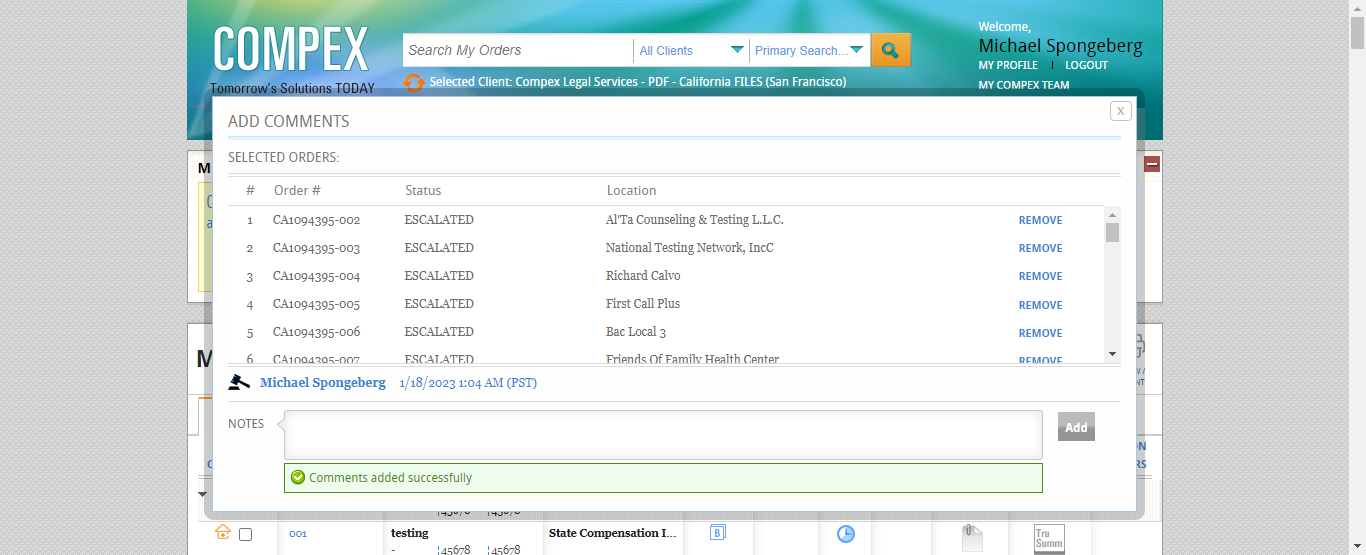 COMPEX
Tomorrow's Solutions TODAY
Search My Orders
All Clients
Primary Search...
Selected Client: Compex Legal Services - PDF - California FILES (San Francisco)
Welcome,
Michael Spongeberg
MY PROFILE | LOGOUT
MY COMPEX TEAM
ADD COMMENTS
X
SELECTED ORDERS:
# Order # Status Location
1 CA1094395-002 ESCALATED Al'Ta Counseling & Testing L.L.C. REMOVE
2 CA1094395-003 ESCALATED National Testing Network, IncC REMOVE
3 CA1094395-004 ESCALATED Richard Calvo REMOVE
4 CA1094395-005 ESCALATED First Call Plus REMOVE
5 CA1094395-006 ESCALATED Bac Local 3 REMOVE
6 CA1094395-007 ESCALATED Friends Of Family Health Center REMOVE
Michael Spongeberg 1/18/2023 1:04 AM (PST)
NOTES
Add
Comments added successfully
001 testing State Compensation I... B Tru
- 45678 45678 Summ